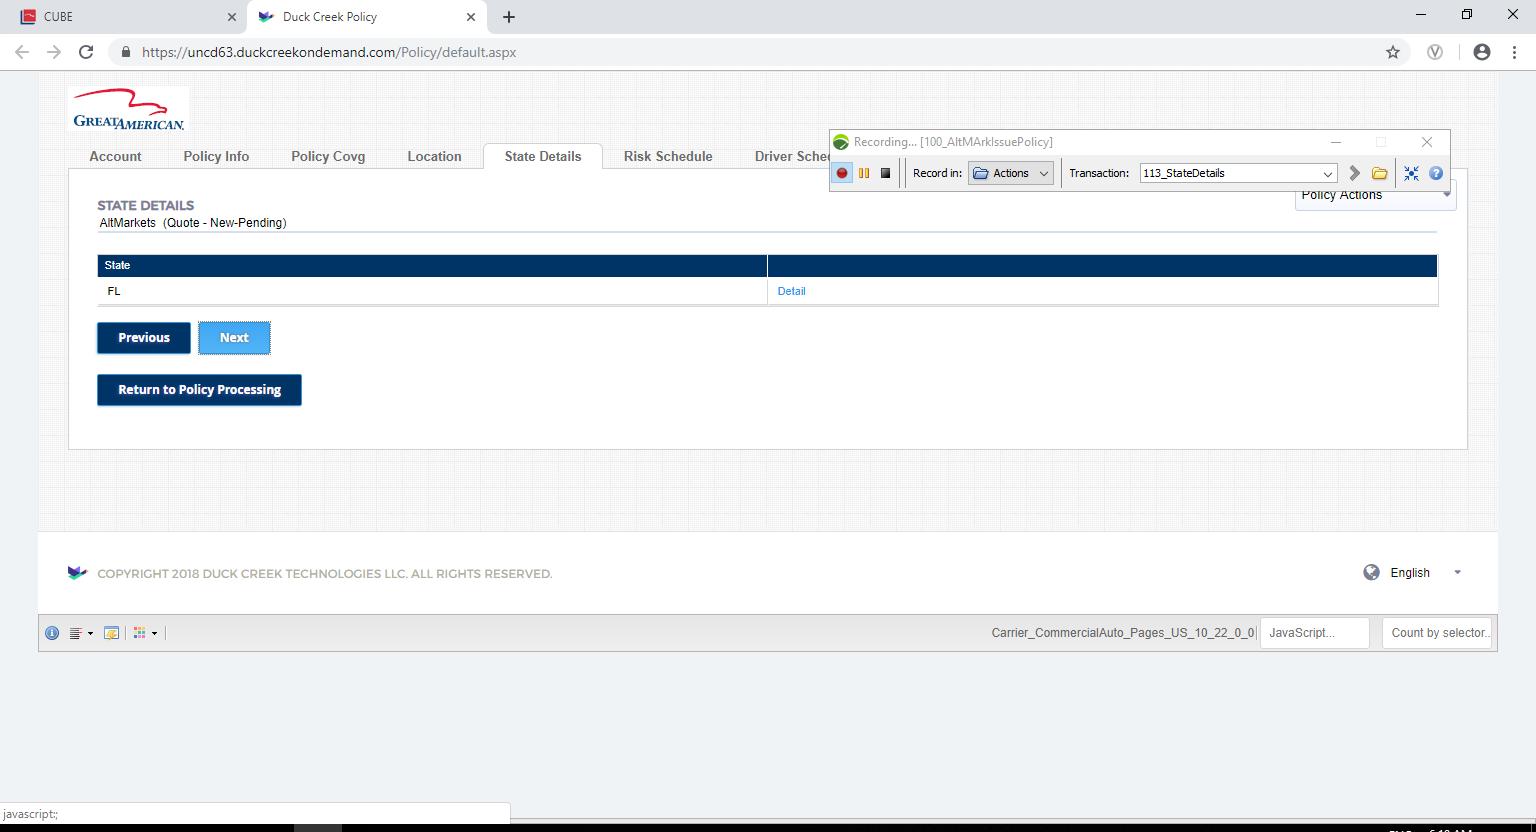 CUBE
Duck Creek Policy
https://uncd63.duckcreekondemand.com/Policy/default.aspx
GREATAMERICAN.
Recording... [100_AltMArkIssuePolicy]
Account
Policy Info
Policy Covg
Location
State Details
Risk Schedule
Driver Sche
Record in:
Actions
Transaction:
113_StateDetails
Policy Actions
STATE DETAILS
AltMarkets (Quote - New-Pending)
State
FL
Detail
Previous
Next
Return to Policy Processing
COPYRIGHT 2018 DUCK CREEK TECHNOLOGIES LLC. ALL RIGHTS RESERVED.
English
Carrier_CommercialAuto_Pages_US_10_22_0_0
JavaScript...
Count by selector..
javascript:;